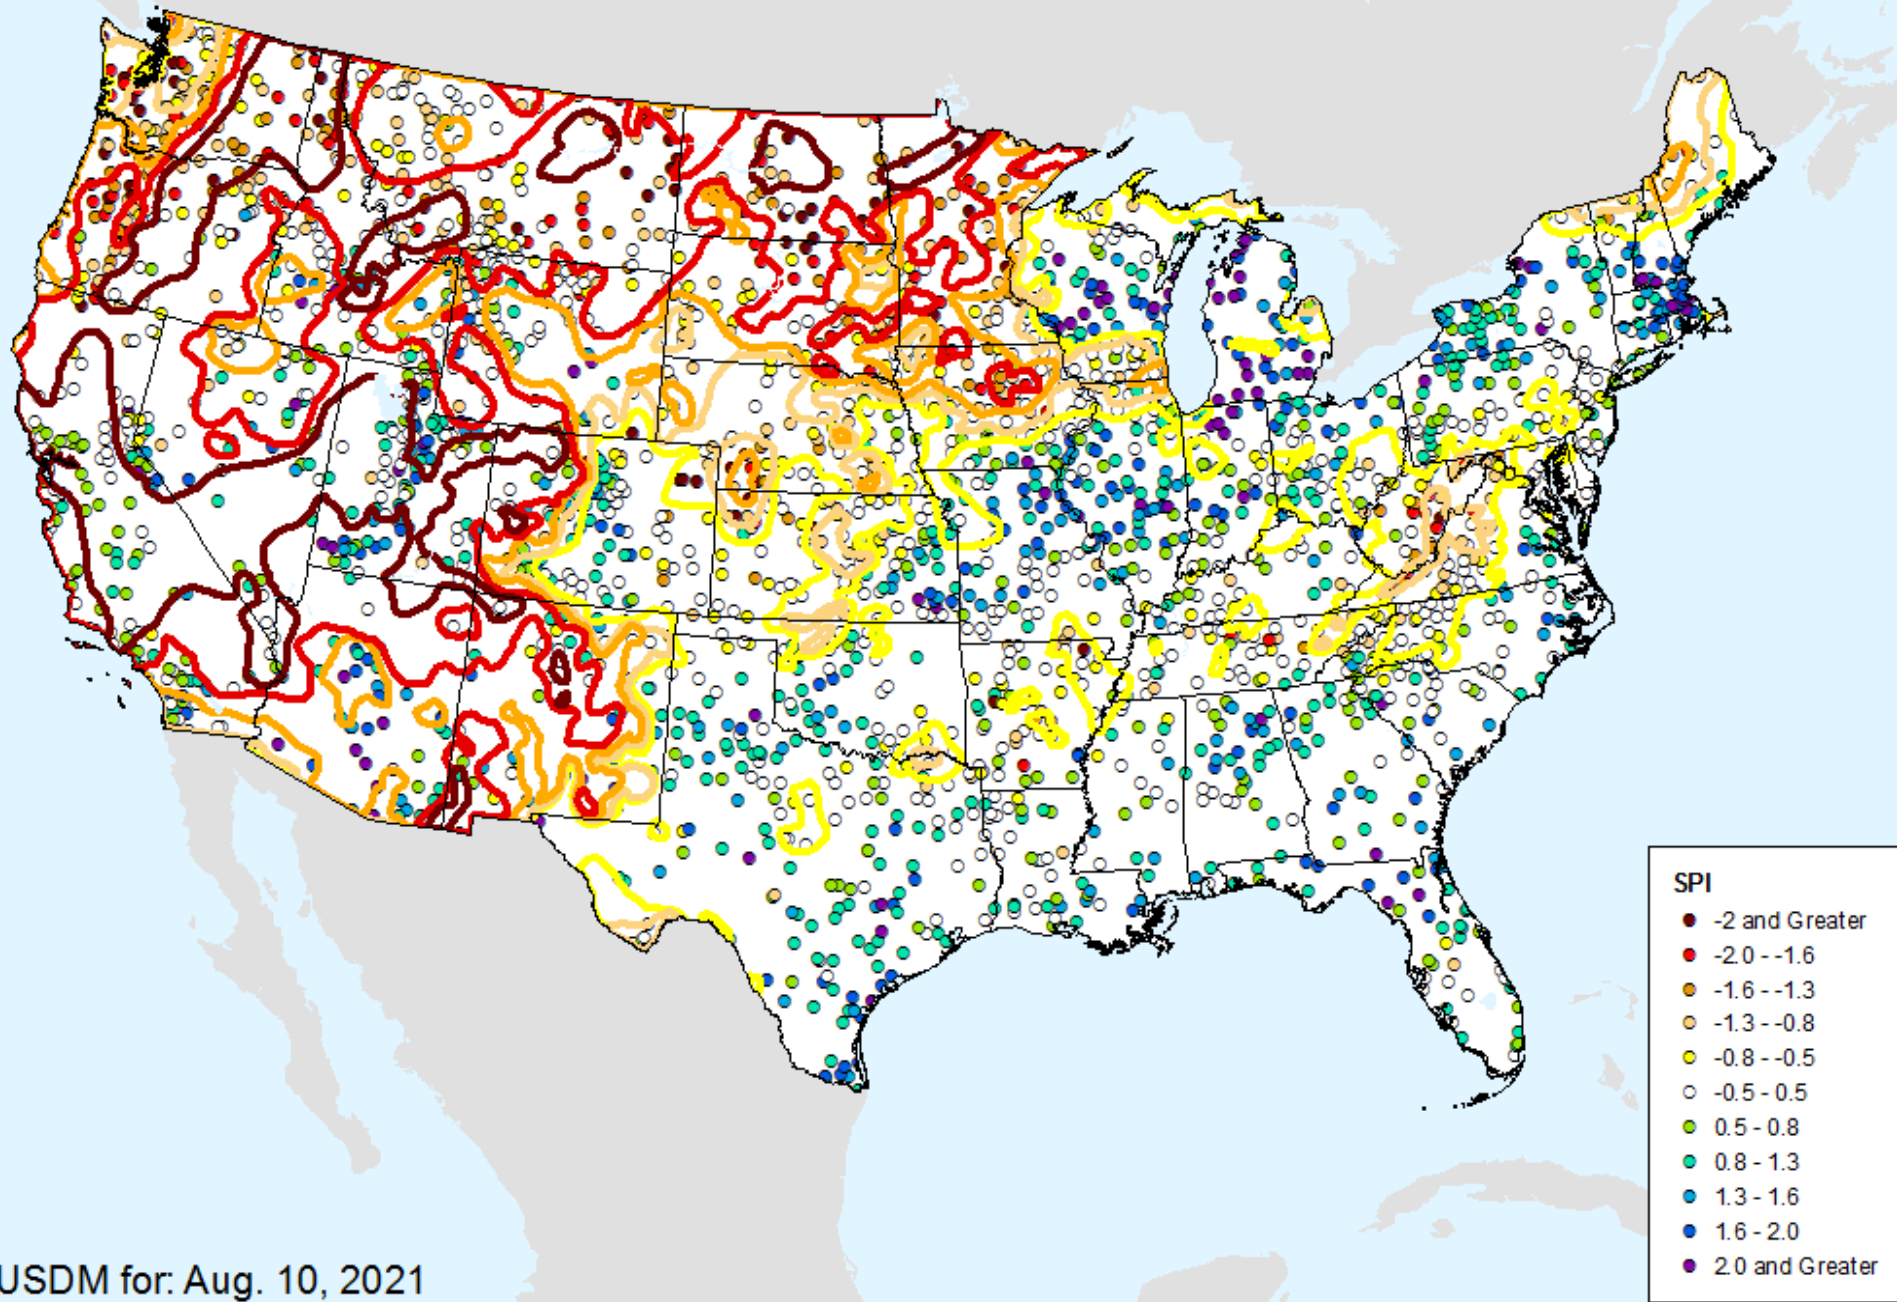 SPI
-2 and Greater
-2.0 - -1.6
-1.6 - -1.3
-1.3 - -0.8
-0.8 - -0.5
-0.5 - 0.5
0.5 - 0.8
0.8 - 1.3
1.3 - 1.6
1.6 - 2.0
2.0 and Greater
USDM for: Aug. 10, 2021